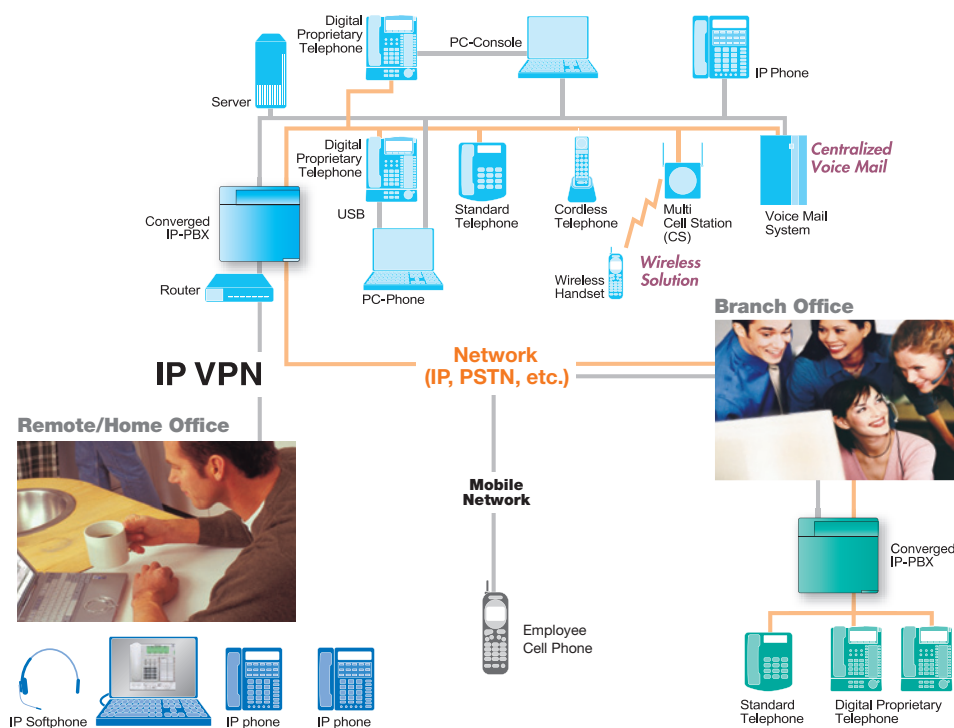 Digital
Proprietary
Telephone
PC-Console
IP Phone
Server
Digital
Proprietary
Telephone
USB
Standard
Telephone
Cordless
Telephone
Multi
Cell Station
(CS)
Centralized
Voice Mail
Voice Mail
System
Converged
IP-PBX
Wireless
Handset
Wireless
Solution
Router
PC-Phone
Branch Office
IP VPN
Network
(IP, PSTN, etc.)
Remote/Home Office
Mobile
Network
Converged
IP-PBX
Employee
Cell Phone
Standard
Telephone
Digital Proprietary
Telephone
IP Softphone
IP phone
IP phone